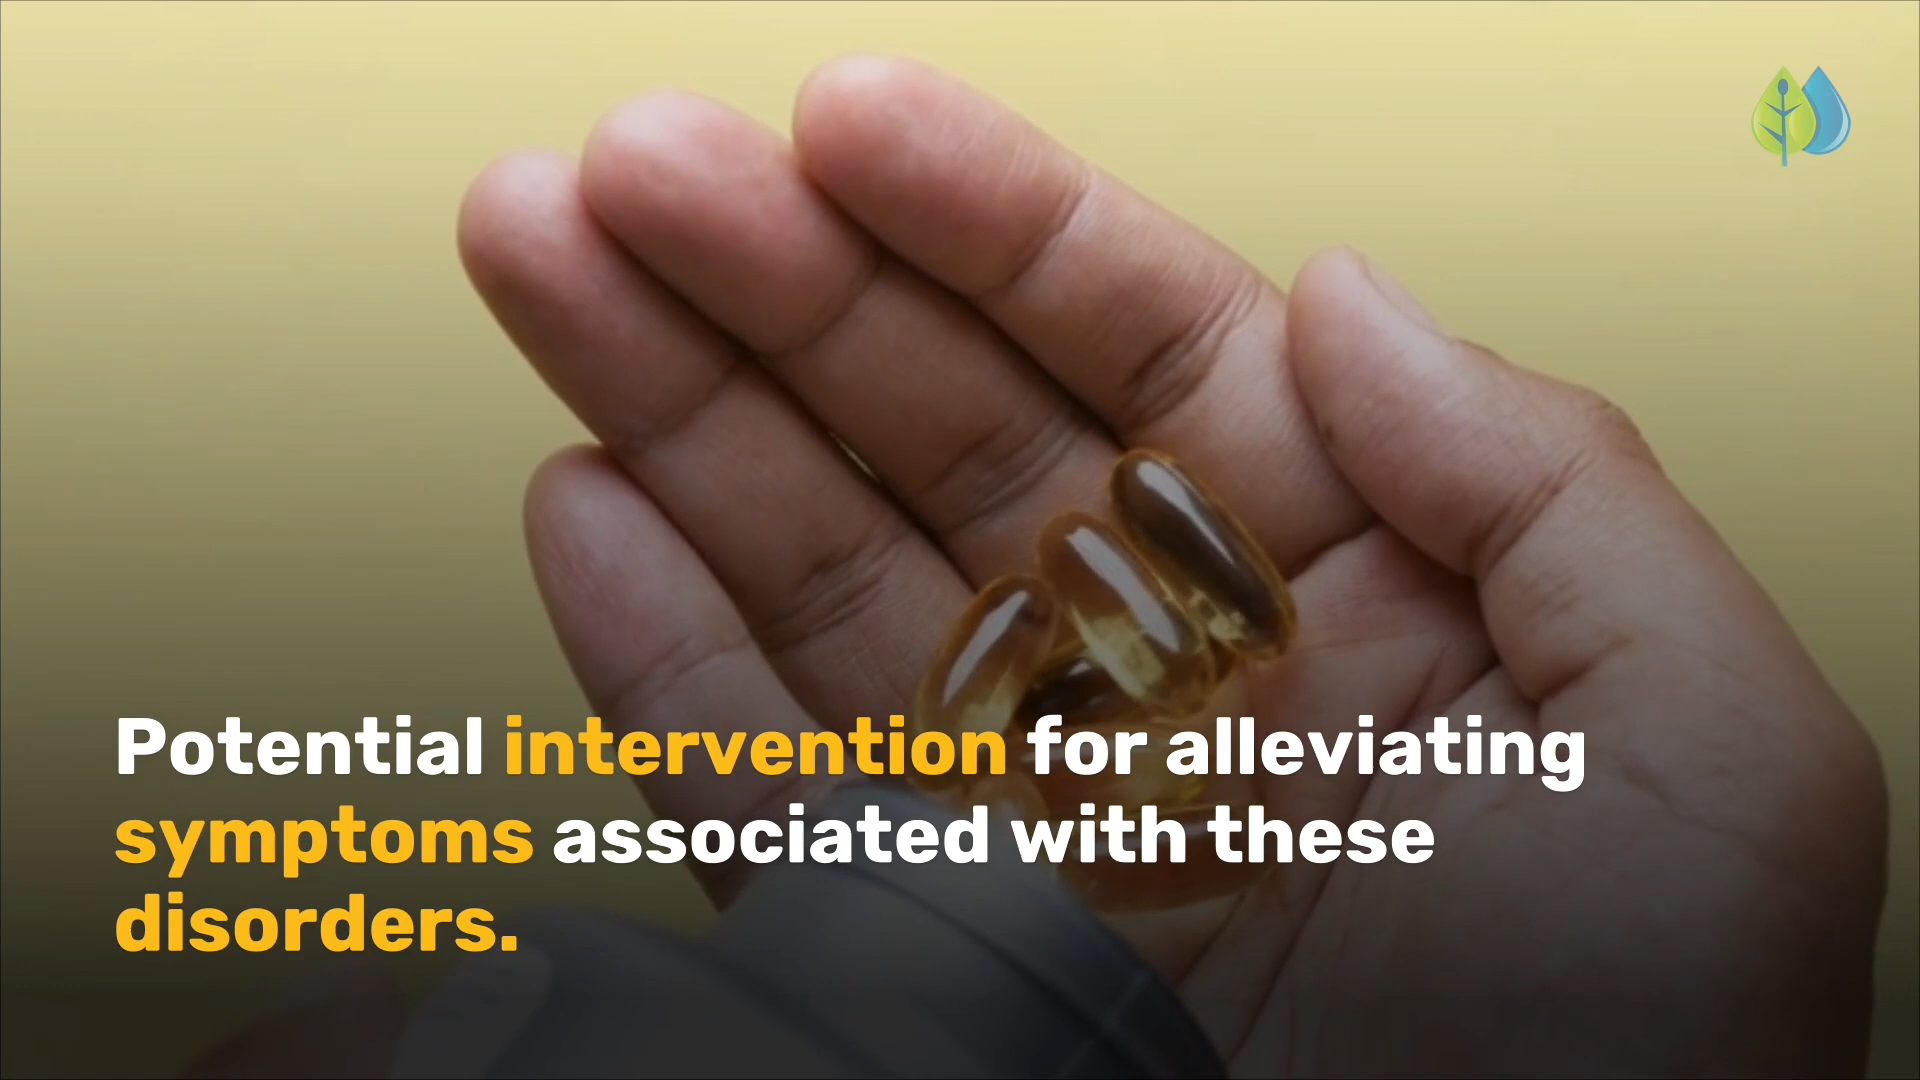 Potential intervention for alleviating
symptoms associated with these
disorders.